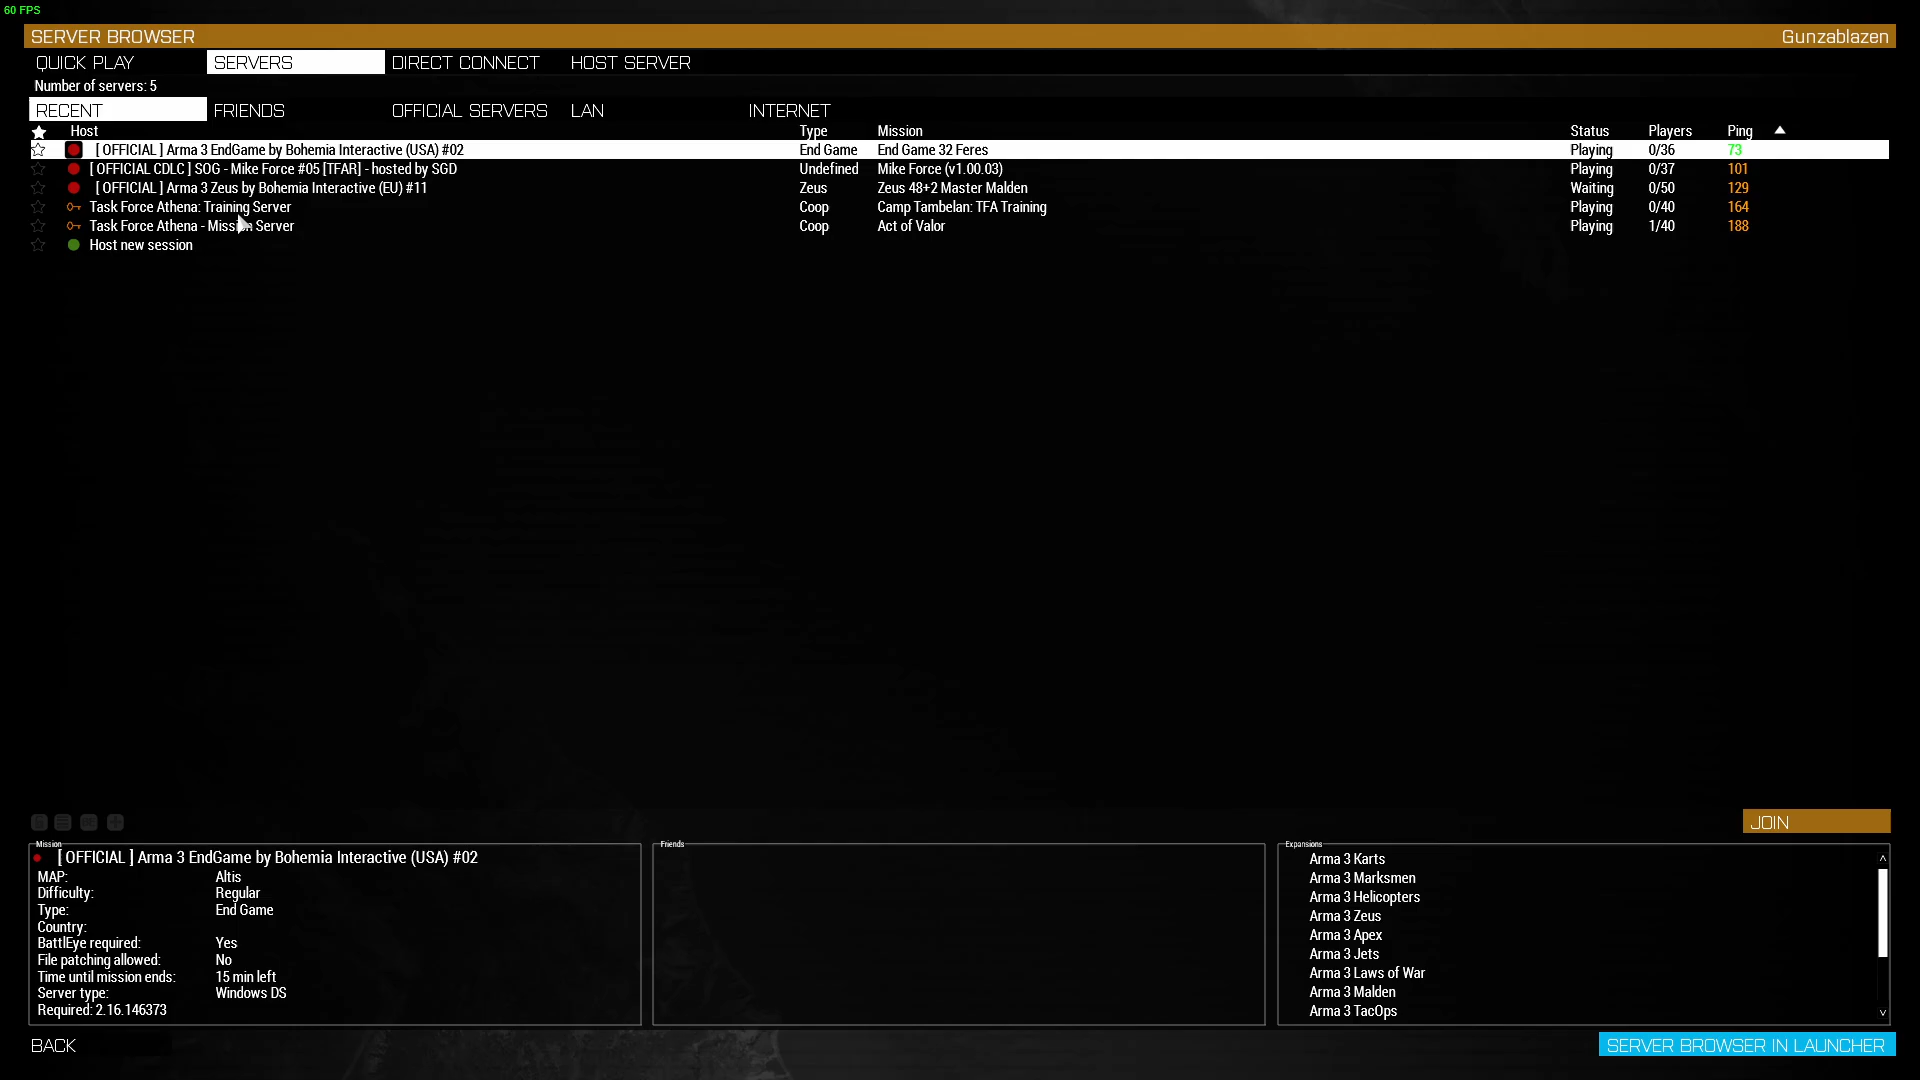 60 FPS
SERVER BROWSER Gunzablazen
QUICK PLAY SERVERS DIRECT CONNECT HOST SERVER
Number of servers: 5
RECENT FRIENDS OFFICIAL SERVERS LAN INTERNET
Host Type Mission Status Players Ping
[ OFFICIAL ] Arma 3 EndGame by Bohemia Interactive (USA) #02 End Game End Game 32 Feres Playing 0/36 73
[ OFFICIAL CDLC ] SOG - Mike Force #05 [TFAR] - hosted by SGD Undefined Mike Force (v1.00.03) Playing 0/37 101
[ OFFICIAL ] Arma 3 Zeus by Bohemia Interactive (EU) #11 Zeus Zeus 48+2 Master Malden Waiting 0/50 129
Task Force Athena: Training Server Coop Camp Tambelan: TFA Training Playing 0/40 164
Task Force Athena - Mission Server Coop Act of Valor Playing 1/40 188
Host new session
JOIN
Mission Friends Expansions
[ OFFICIAL ] Arma 3 EndGame by Bohemia Interactive (USA) #02
MAP: Altis
Difficulty: Regular
Type: End Game
Country:
BattlEye required: Yes
File patching allowed: No
Time until mission ends: 15 min left
Server type: Windows DS
Required: 2.16.146373
Arma 3 Karts
Arma 3 Marksmen
Arma 3 Helicopters
Arma 3 Zeus
Arma 3 Apex
Arma 3 Jets
Arma 3 Laws of War
Arma 3 Malden
Arma 3 TacOps
BACK SERVER BROWSER IN LAUNCHER